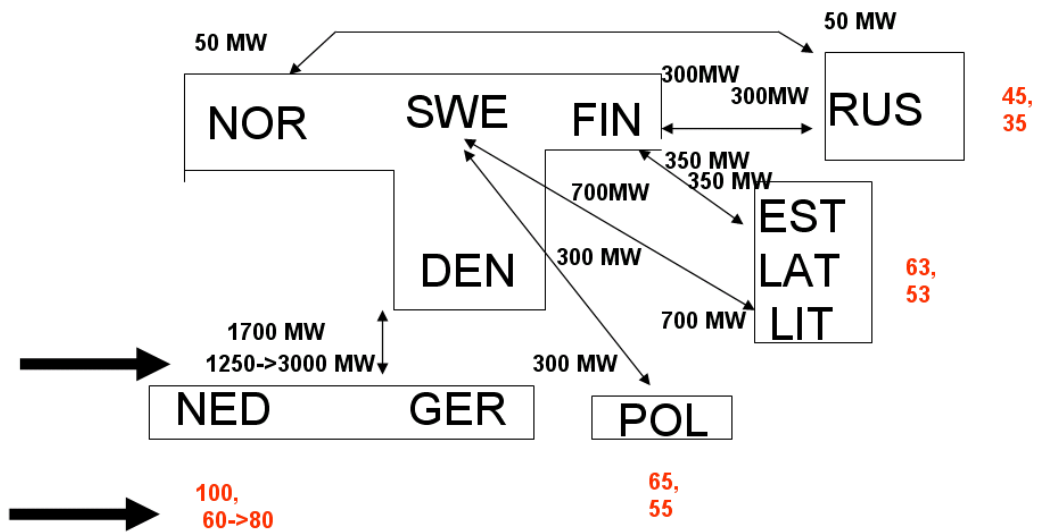 50 MW
50 MW
NOR
SWE
FIN
300MW
300MW
RUS
45,
35
350 MW
350 MW
700MW
EST
LAT
LIT
63,
53
DEN
300 MW
700 MW
1700 MW
1250->3000 MW
300 MW
NED
GER
POL
100,
60->80
65,
55